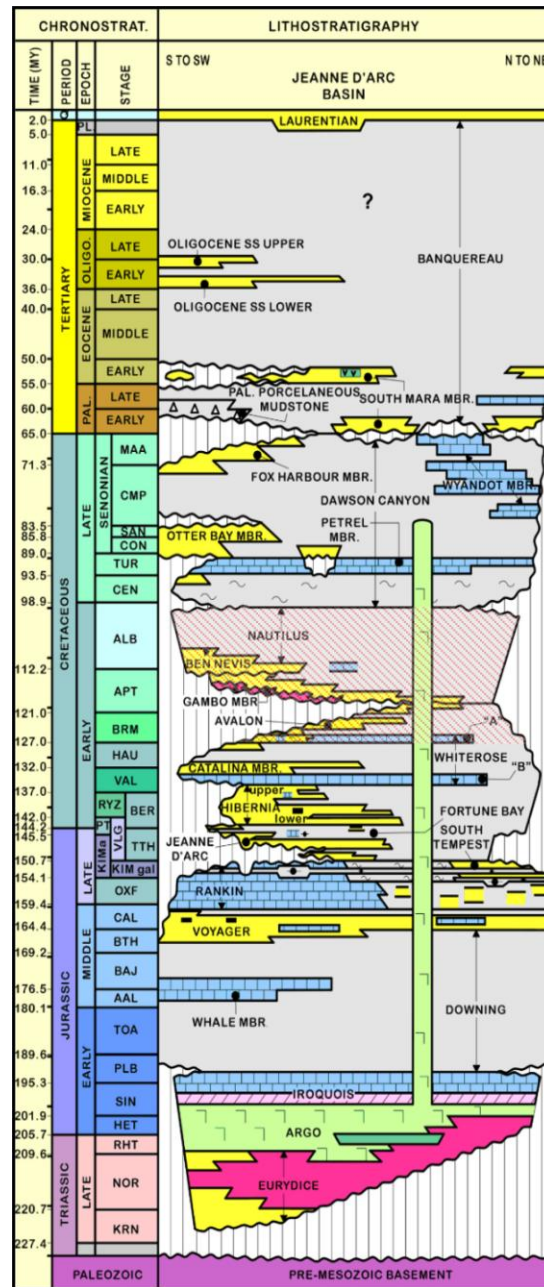 CHRONOSTRAT.
LITHOSTRATIGRAPHY
TIME (MY)
PERIOD
EPOCH
STAGE
S TO SW
N TO NE
JEANNE D'ARC
BASIN
Q
LAURENTIAN
2.0
PL.
5.0
TERTIARY
MIOCENE
LATE
11.0
MIDDLE
16.3
EARLY
?
24.0
OLIGO.
LATE
OLIGOCENE SS UPPER
30.0
BANQUEREAU
EARLY
36.0
OLIGOCENE SS LOWER
EOCENE
LATE
40.0
MIDDLE
50.0
EARLY
V V
55.0
PAL.
LATE
PAL. PORCELANEOUS
MUDSTONE
SOUTH MARA MBR.
60.0
EARLY
65.0
CRETACEOUS
LATE
SENONIAN
MAA
71.3
FOX HARBOUR MBR.
WYANDOT MBR.
CMP
DAWSON CANYON
83.5
SAN
85.8
OTTER BAY MBR.
PETREL
MBR.
CON
89.0
TUR
93.5
CEN
98.9
EARLY
ALB
NAUTILUS
BEN NEVIS
112.2
APT
GAMBO MBR
121.0
AVALON
"A"
BRM
127.0
HAU
WHITEROSE
132.0
CATALINA MBR.
"B"
VAL
137.0
upper
RYZ
BER
HIBERNIA
142.0
lower
FORTUNE BAY
144.2
PT
VLG
145.5
JURASSIC
LATE
KIMa
TTH
JEANNE
D'ARC
SOUTH
TEMPEST
150.7
KIM gal
154.1
OXF
RANKIN
159.4
MIDDLE
CAL
164.4
VOYAGER
BTH
169.2
BAJ
176.5
AAL
DOWNING
180.1
WHALE MBR
EARLY
TOA
189.6
PLB
195.3
SIN
IROQUOIS
201.9
HET
ARGO
205.7
TRIASSIC
LATE
RHT
209.6
NOR
EURYDICE
220.7
KRN
227.4
PALEOZOIC
PRE-MESOZOIC BASEMENT